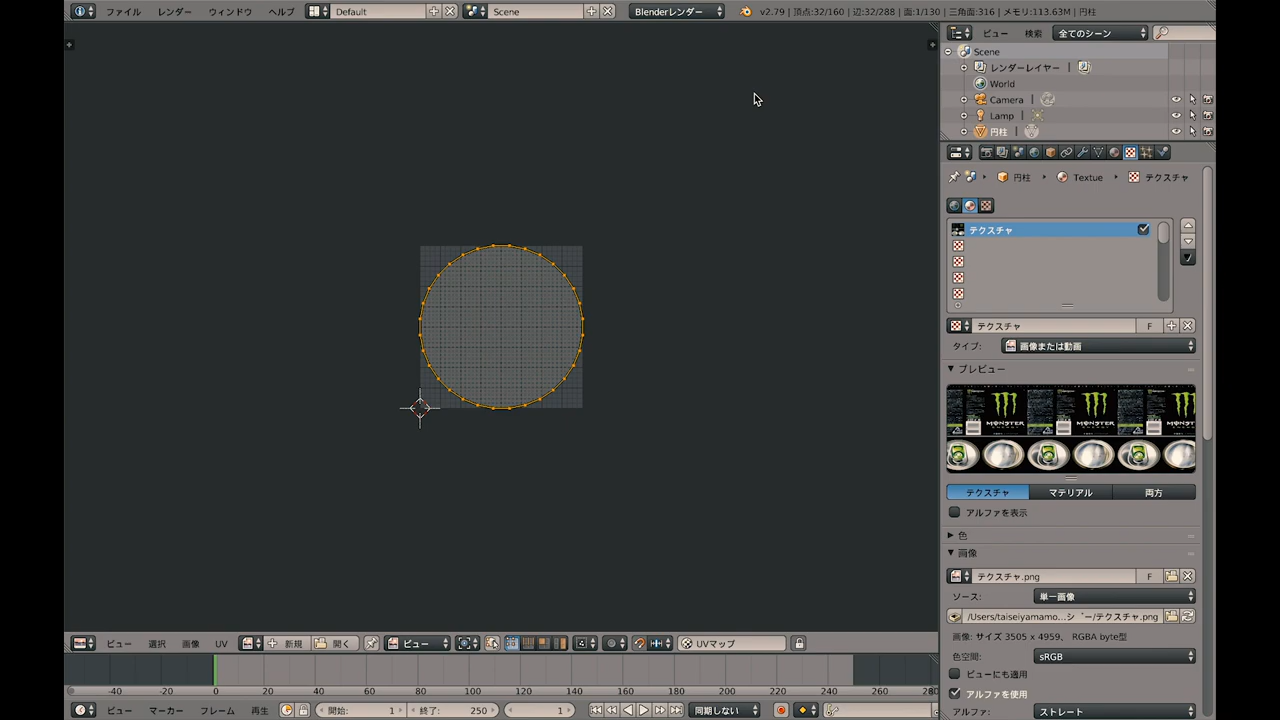 ファイル レンダー ウィンドウ ヘルプ Default Scene Blenderレンダー v2.79 | 頂点:32/160 | 辺:32/288 | 面:1/130 | 三角面:316 | メモリ:113.63M | 円柱
ビュー 検索 全てのシーン
Scene
レンダーレイヤー |
World
Camera |
Lamp |
円柱 |
円柱 Textue テクスチャ
テクスチャ
テクスチャ F
タイプ: 画像または動画
プレビュー
MONSTER MONSTER MONSTER
テクスチャ マテリアル 両方
アルファを表示
色
画像
テクスチャ.png F
ソース: 単一画像
/Users/taiseiyamamo...シ゛ー/テクスチャ.png
画像: サイズ 3505 x 4959、 RGBA byte型
色空間: sRGB
ビューにも適用
アルファを使用
アルファ: ストレート
ビュー 選択 画像 UV 新規 開く ビュー UVマップ
-40 -20 0 20 40 60 80 100 120 140 160 180 200 220 240 260 280
ビュー マーカー フレーム 再生 開始: 1 終了: 250 1 同期しない